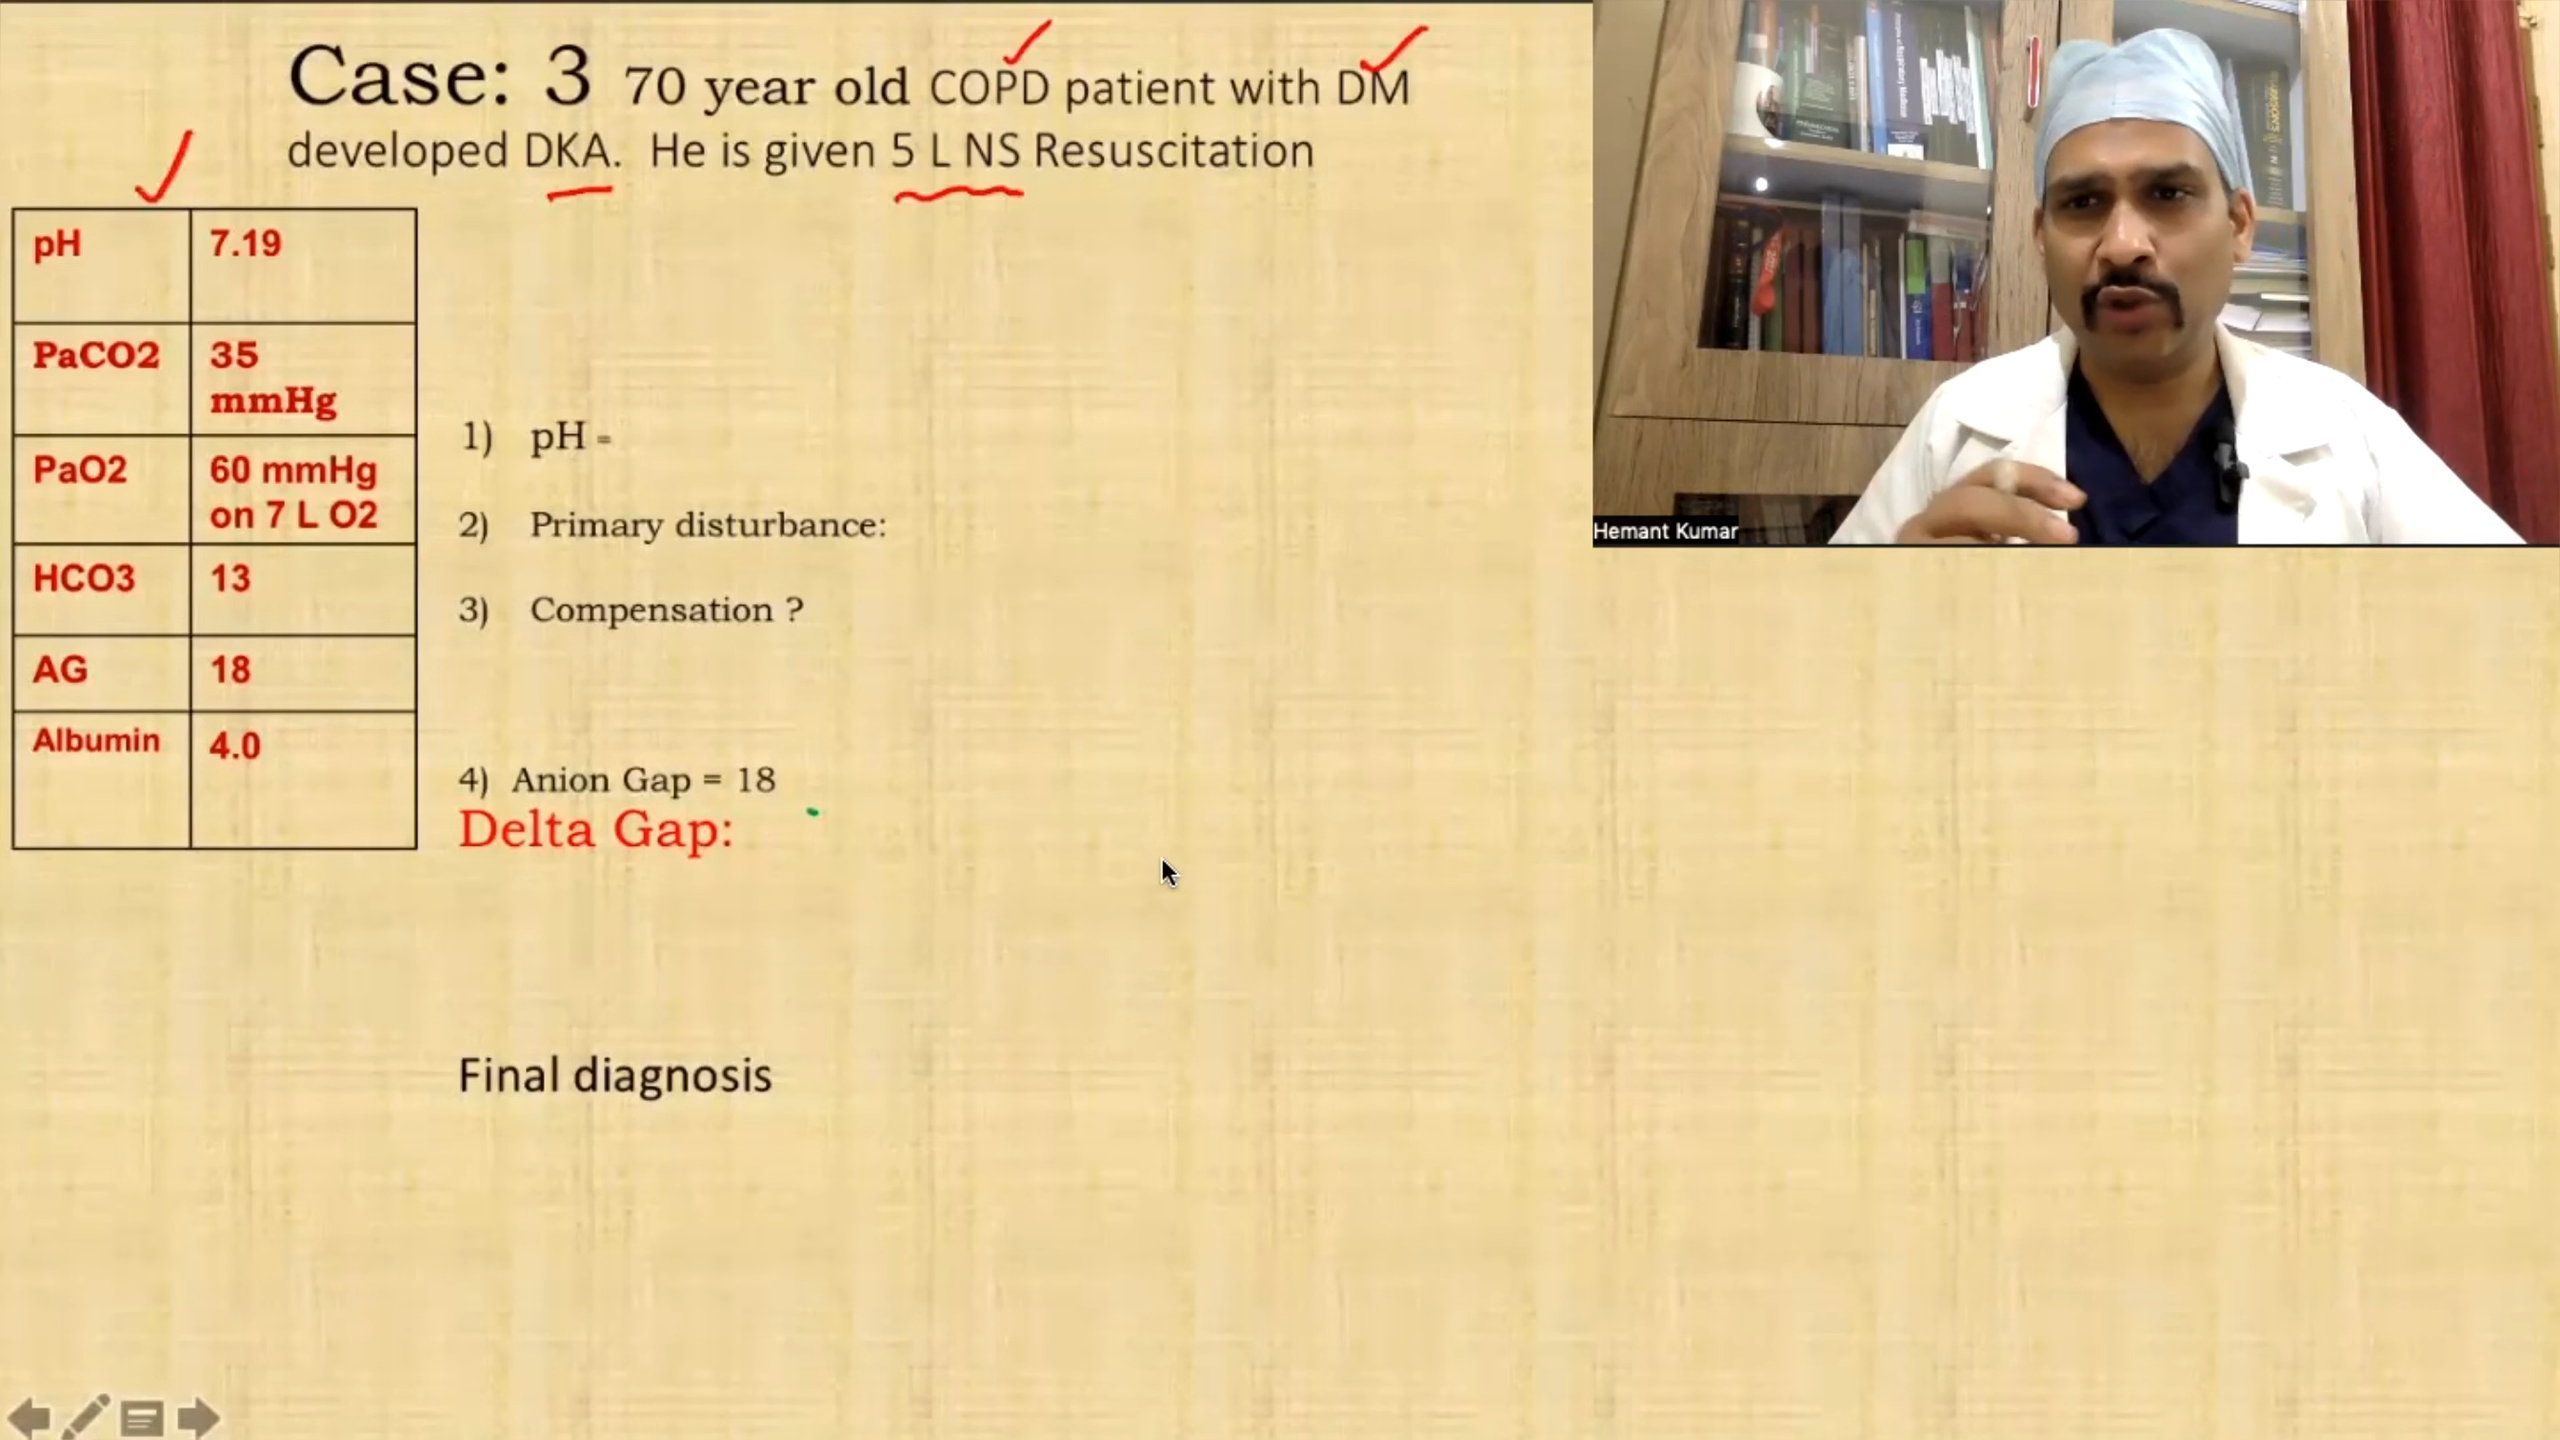 Case: 3 70 year old COPD patient with DM
developed DKA. He is given 5 L NS Resuscitation
pH 7.19
PaCO2 35
mmHg
PaO2 60 mmHg
on 7 L O2
HCO3 13
AG 18
Albumin 4.0
1) pH =
2) Primary disturbance:
3) Compensation ?
4) Anion Gap = 18
Delta Gap:
Final diagnosis
Hemant Kumar